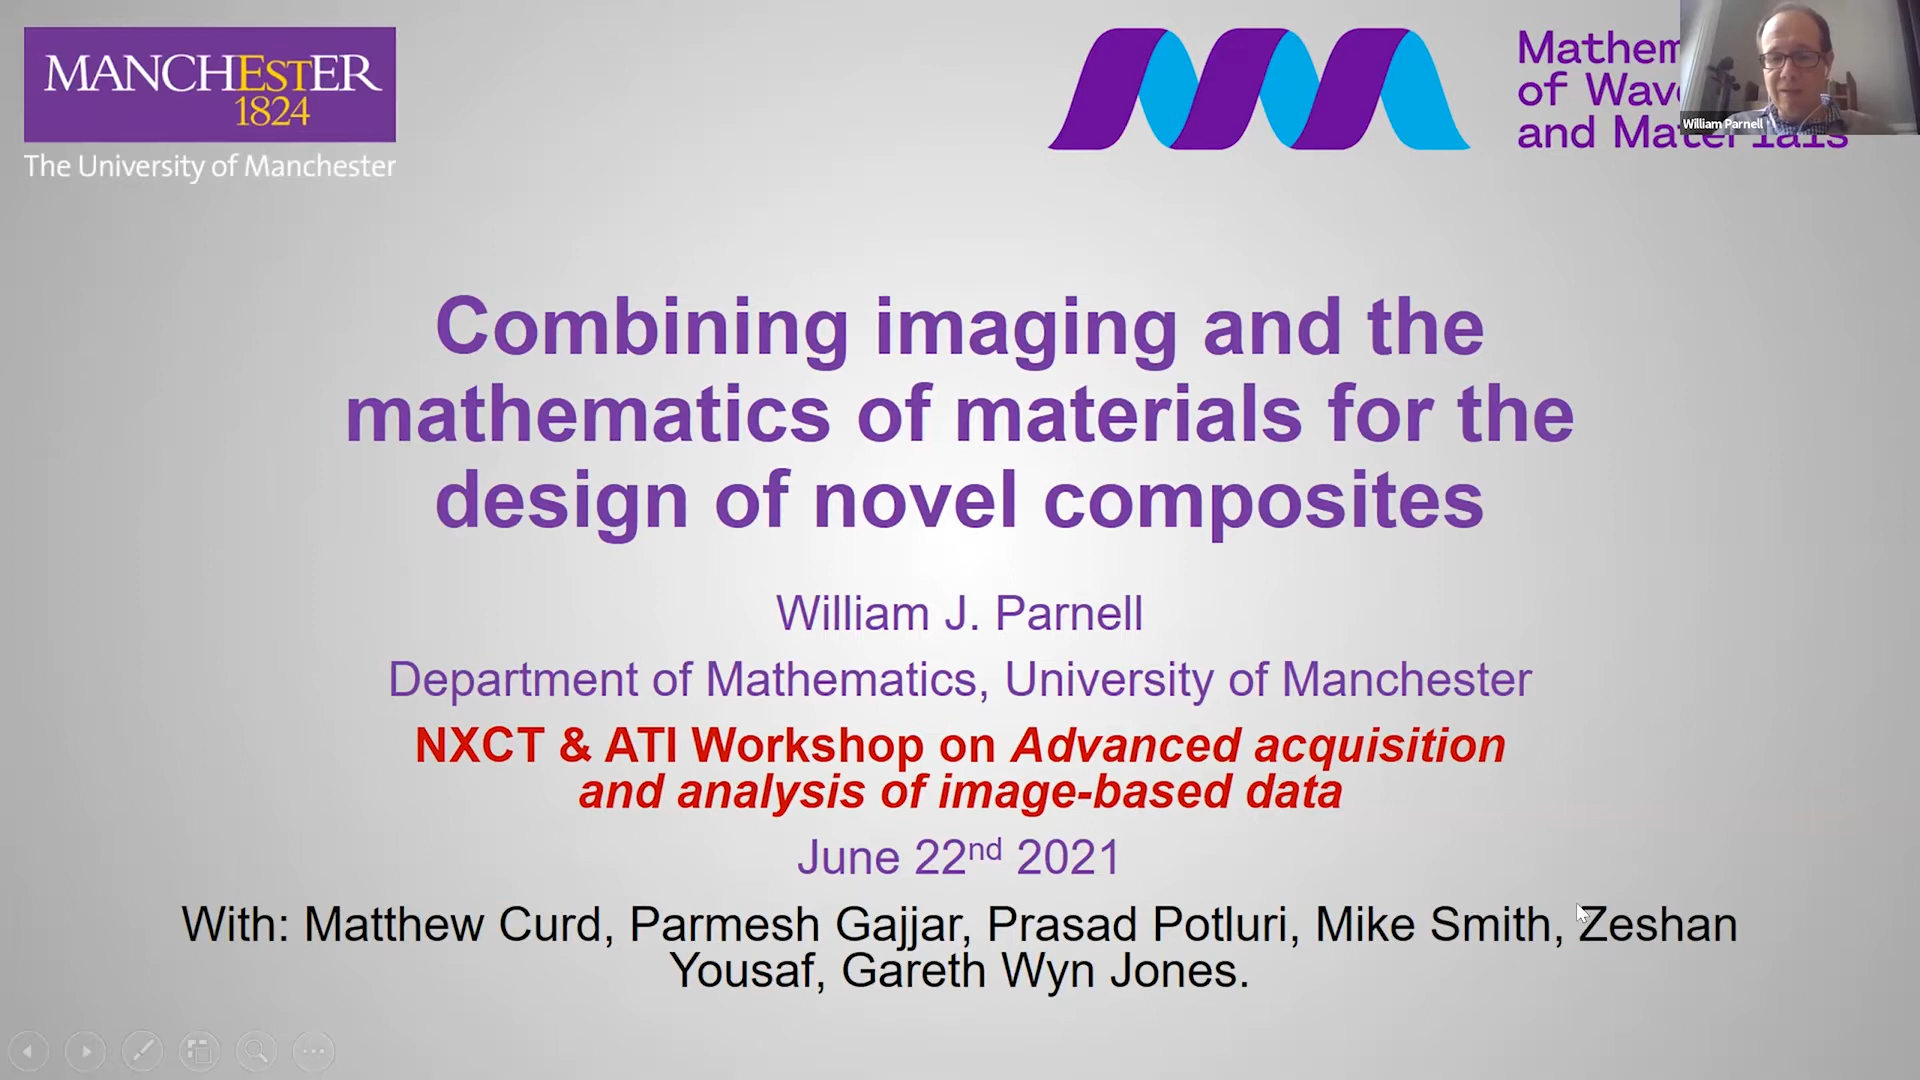 MANCHESTER
1824
The University of Manchester
of
and Materials
William Parnell
Combining imaging and the
mathematics of materials for the
design of novel composites
William J. Parnell
Department of Mathematics, University of Manchester
NXCT & ATI Workshop on Advanced acquisition
and analysis of image-based data
June 22nd 2021
With: Matthew Curd, Parmesh Gajjar, Prasad Potluri, Mike Smith, Zeshan
Yousaf, Gareth Wyn Jones.